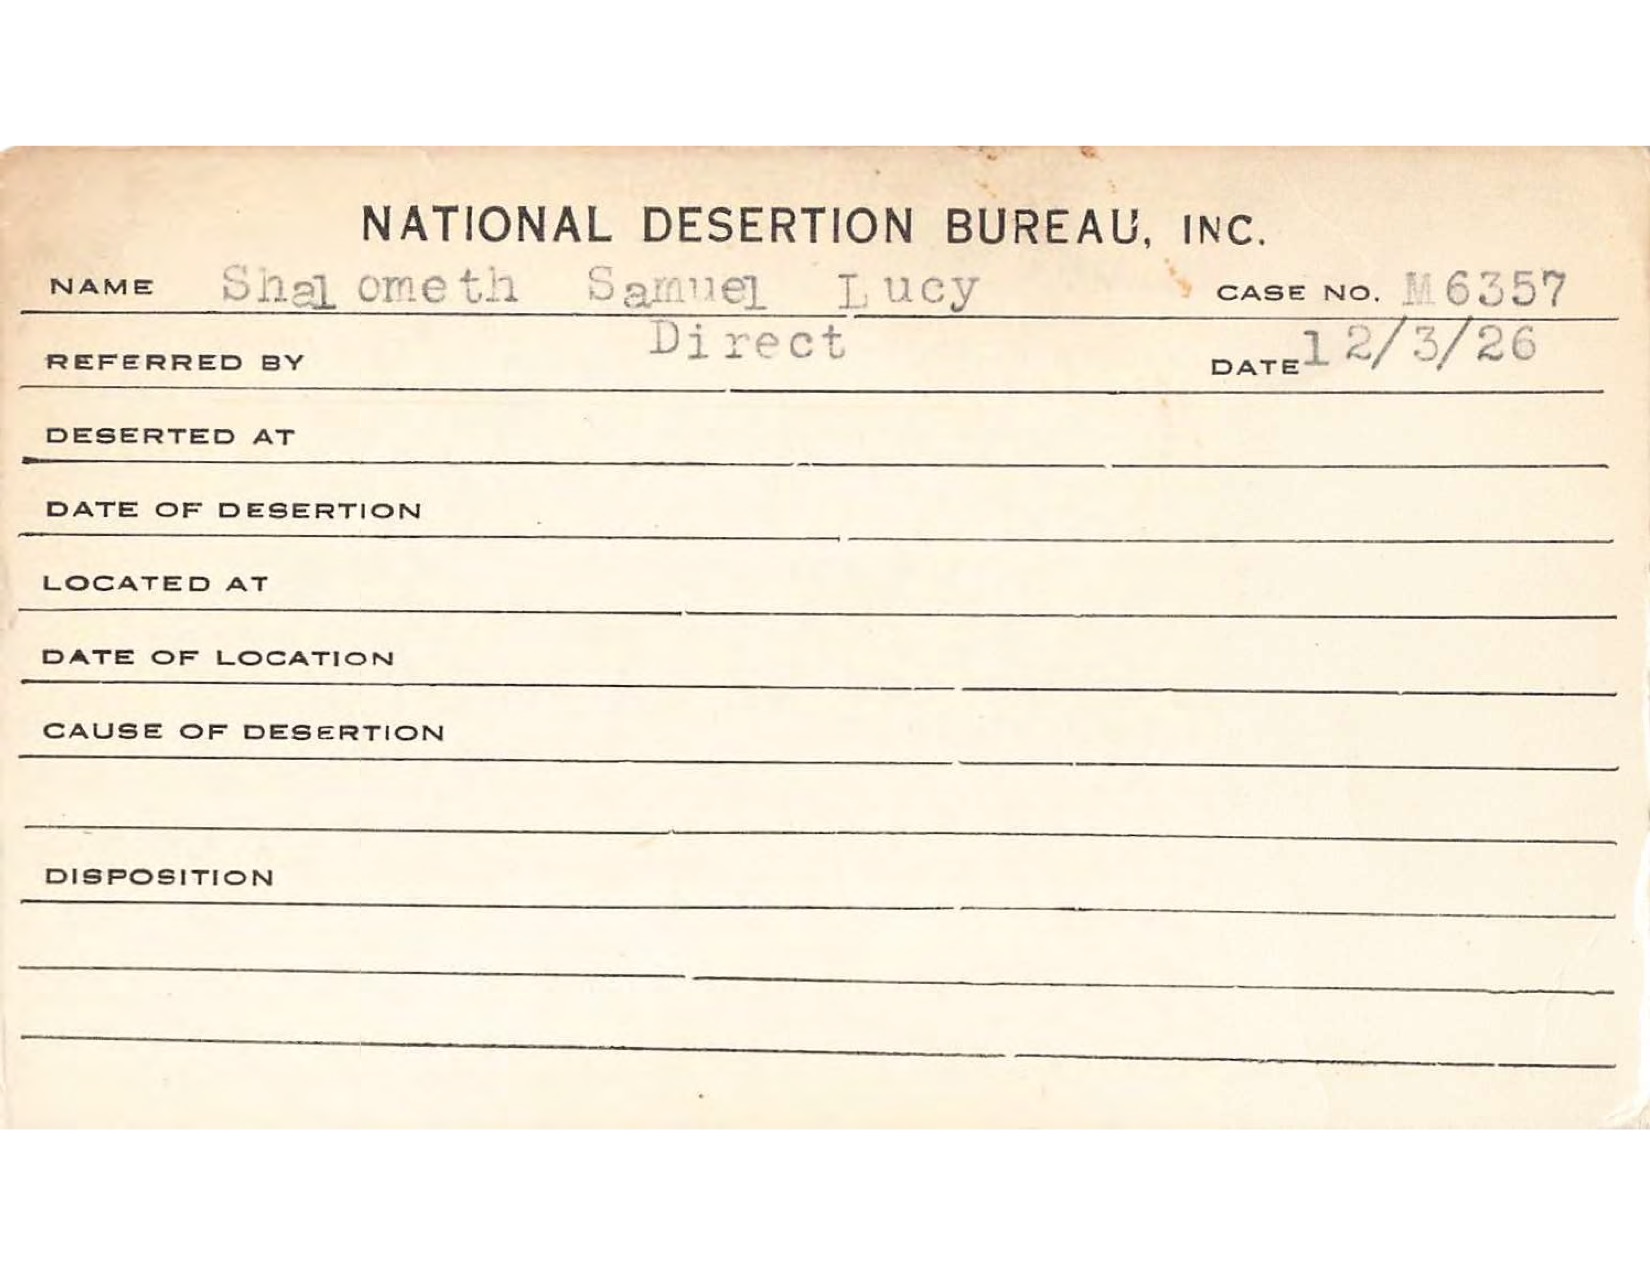 NATIONAL DESERTION BUREAU, INC.
NAME Shalometh Samuel Lucy CASE NO. M6357
REFERRED BY Direct DATE 12/3/26
DESERTED AT
DATE OF DESERTION
LOCATED AT
DATE OF LOCATION
CAUSE OF DESERTION
DISPOSITION